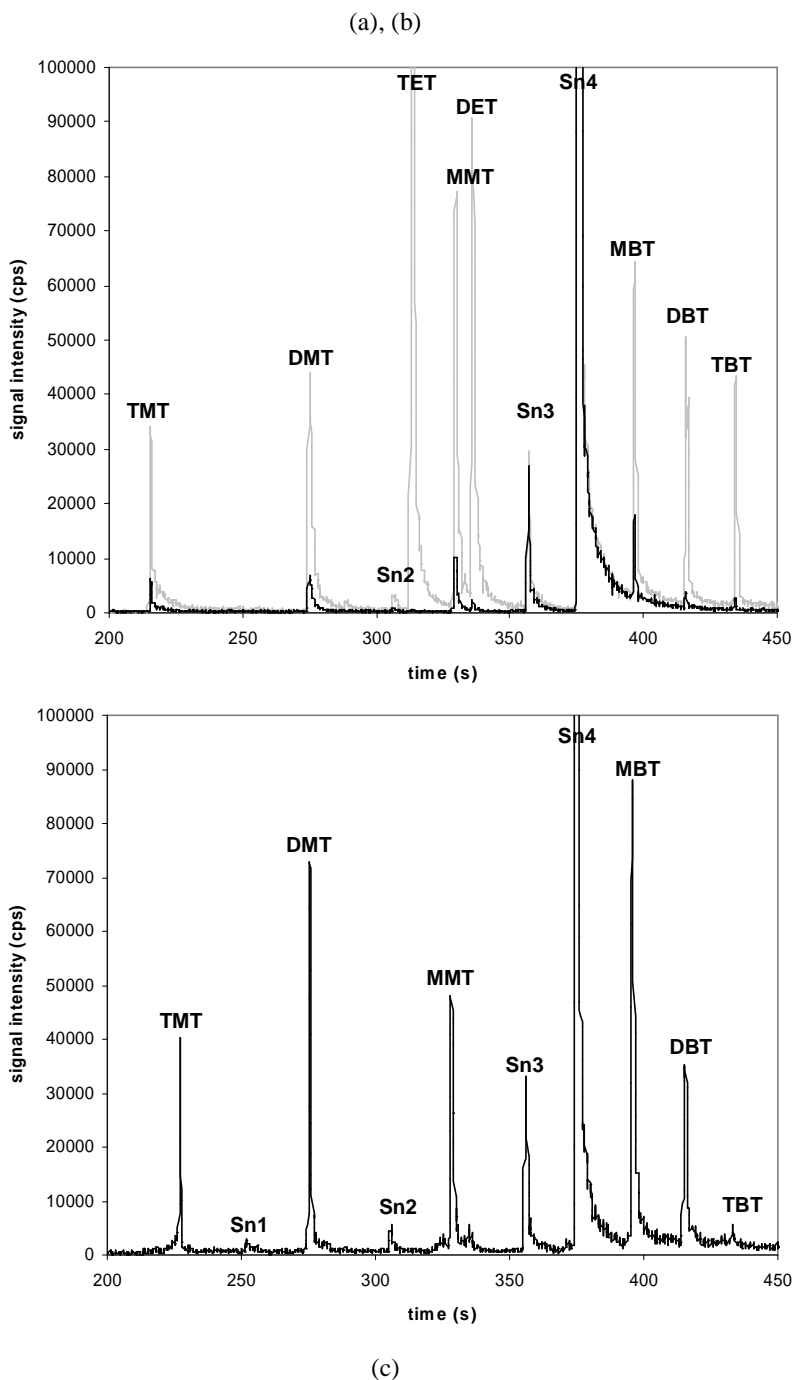 (a), (b)
100000
90000
80000
70000
60000
50000
40000
30000
20000
10000
0
signal intensity (cps)
TET
Sn4
DET
MMT
MBT
DMT
DBT
TBT
TMT
Sn3
Sn2
200 250 300 350 400 450
time (s)
100000
90000
80000
70000
60000
50000
40000
30000
20000
10000
0
signal intensity (cps)
Sn4
MBT
DMT
MMT
TMT
Sn3
DBT
Sn1
Sn2
TBT
200 250 300 350 400 450
time (s)
(c)